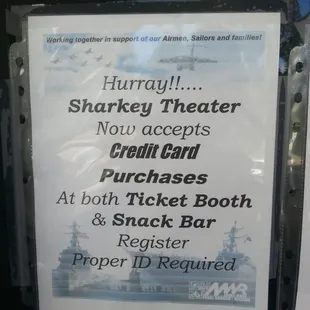 Working together in support of our Airmen, Sailors and families!
Hurray!!....
Sharkey Theater
Now accepts
Credit Card
Purchases
At both Ticket Booth
& Snack Bar
Register
Proper ID Required
MWR